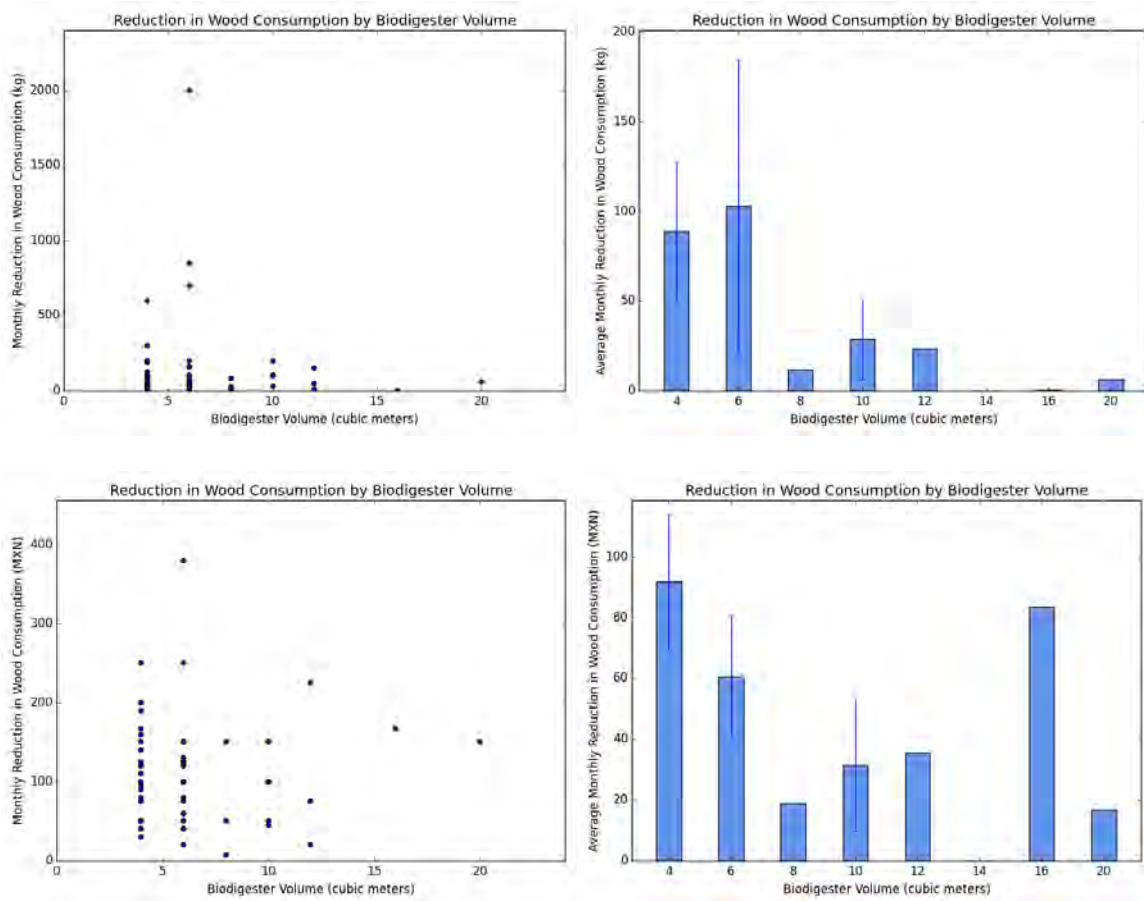 Reduction in Wood Consumption by Biodigester Volume
Monthly Reduction in Wood Consumption (kg)
2000
1500
1000
500
0
0 5 10 15 20
Biodigester Volume (cubic meters)
Reduction in Wood Consumption by Biodigester Volume
Average Monthly Reduction in Wood Consumption (kg)
200
150
100
50
0
4 6 8 10 12 14 16 20
Biodigester Volume (cubic meters)
Reduction in Wood Consumption by Biodigester Volume
Monthly Reduction in Wood Consumption (MXN)
400
300
200
100
0
0 5 10 15 20
Biodigester Volume (cubic meters)
Reduction in Wood Consumption by Biodigester Volume
Average Monthly Reduction in Wood Consumption (MXN)
100
80
60
40
20
0
4 6 8 10 12 14 16 20
Biodigester Volume (cubic meters)